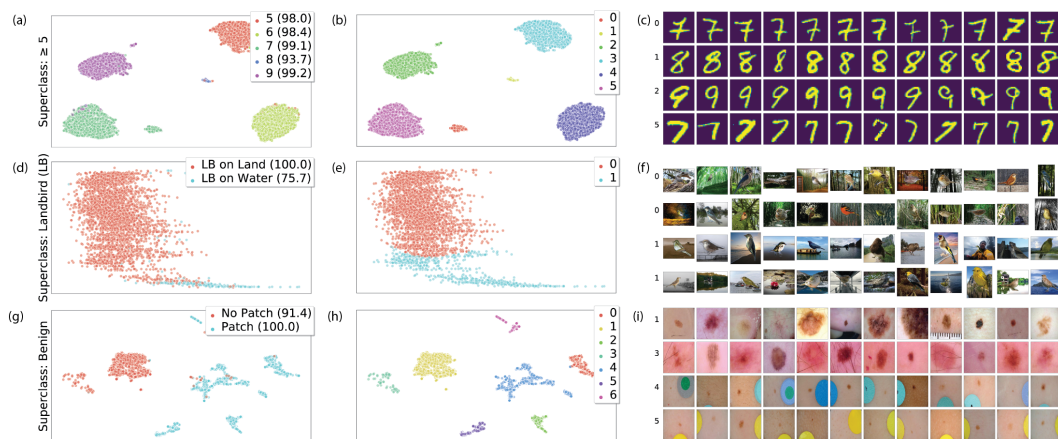 (a)
Superclass: ≥ 5
5 (98.0)
6 (98.4)
7 (99.1)
8 (93.7)
9 (99.2)
(b)
0
1
2
3
4
5
(c)
0
1
2
5
(d)
Superclass: Landbird (LB)
LB on Land (100.0)
LB on Water (75.7)
(e)
0
1
(f)
0
0
1
1
(g)
Superclass: Benign
No Patch (91.4)
Patch (100.0)
(h)
0
1
2
3
4
5
6
(i)
1
3
4
5